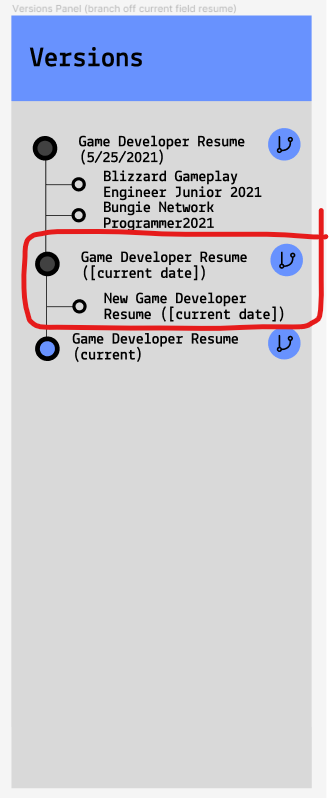 Versions Panel (branch off current field resume)
Versions
Game Developer Resume
(5/25/2021)
Blizzard Gameplay
Engineer Junior 2021
Bungie Network
Programmer2021
Game Developer Resume
([current date])
New Game Developer
Resume ([current date])
Game Developer Resume
(current)